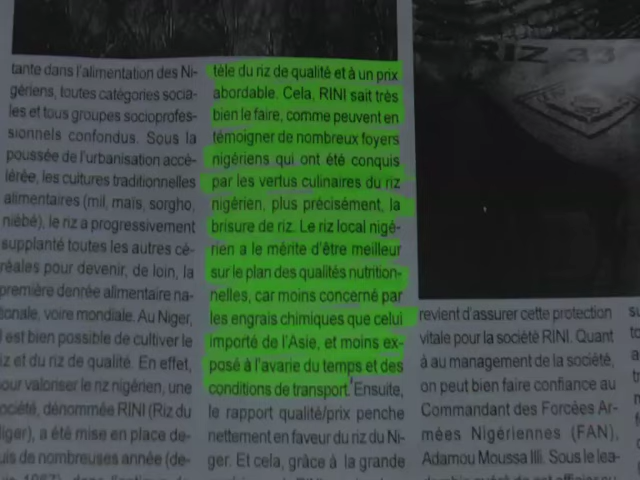 tante dans l'alimentation des Ni-
gériens, toutes catégories socia-
les et tous groupes socioprofes-
sionnels confondus. Sous la
poussée de l'urbanisation accé-
lérée, les cultures traditionnelles
alimentaires (mil, maïs, sorgho,
niébé), le riz a progressivement
supplanté toutes les autres cé-
réales pour devenir, de loin, la
première denrée alimentaire na-
tionale, voire mondiale. Au Niger,
il est bien possible de cultiver le
riz et du riz de qualité. En effet,
pour valoriser le riz nigérien, une
société, dénommée RINI (Riz du
Niger), a été mise en place de-
puis de nombreuses année (de-
tèle du riz de qualité et à un prix
abordable. Cela, RINI sait très
bien le faire, comme peuvent en
témoigner de nombreux foyers
nigériens qui ont été conquis
par les vertus culinaires du riz
nigérien, plus précisément, la
brisure de riz. Le riz local nigé-
rien a le mérite d'être meilleur
sur le plan des qualités nutrition-
nelles, car moins concerné par
les engrais chimiques que celui
importé de l'Asie, et moins ex-
posé à l'avarie du temps et des
conditions de transport. Ensuite,
le rapport qualité/prix penche
nettement en faveur du riz du Ni-
ger. Et cela, grâce à la grande
RIZ 33
revient d'assurer cette protection
vitale pour la société RINI. Quant
à au management de la société,
on peut bien faire confiance au
Commandant des Forcées Ar-
mées Nigériennes (FAN),
Adamou Moussa Illi. Sous le lea-